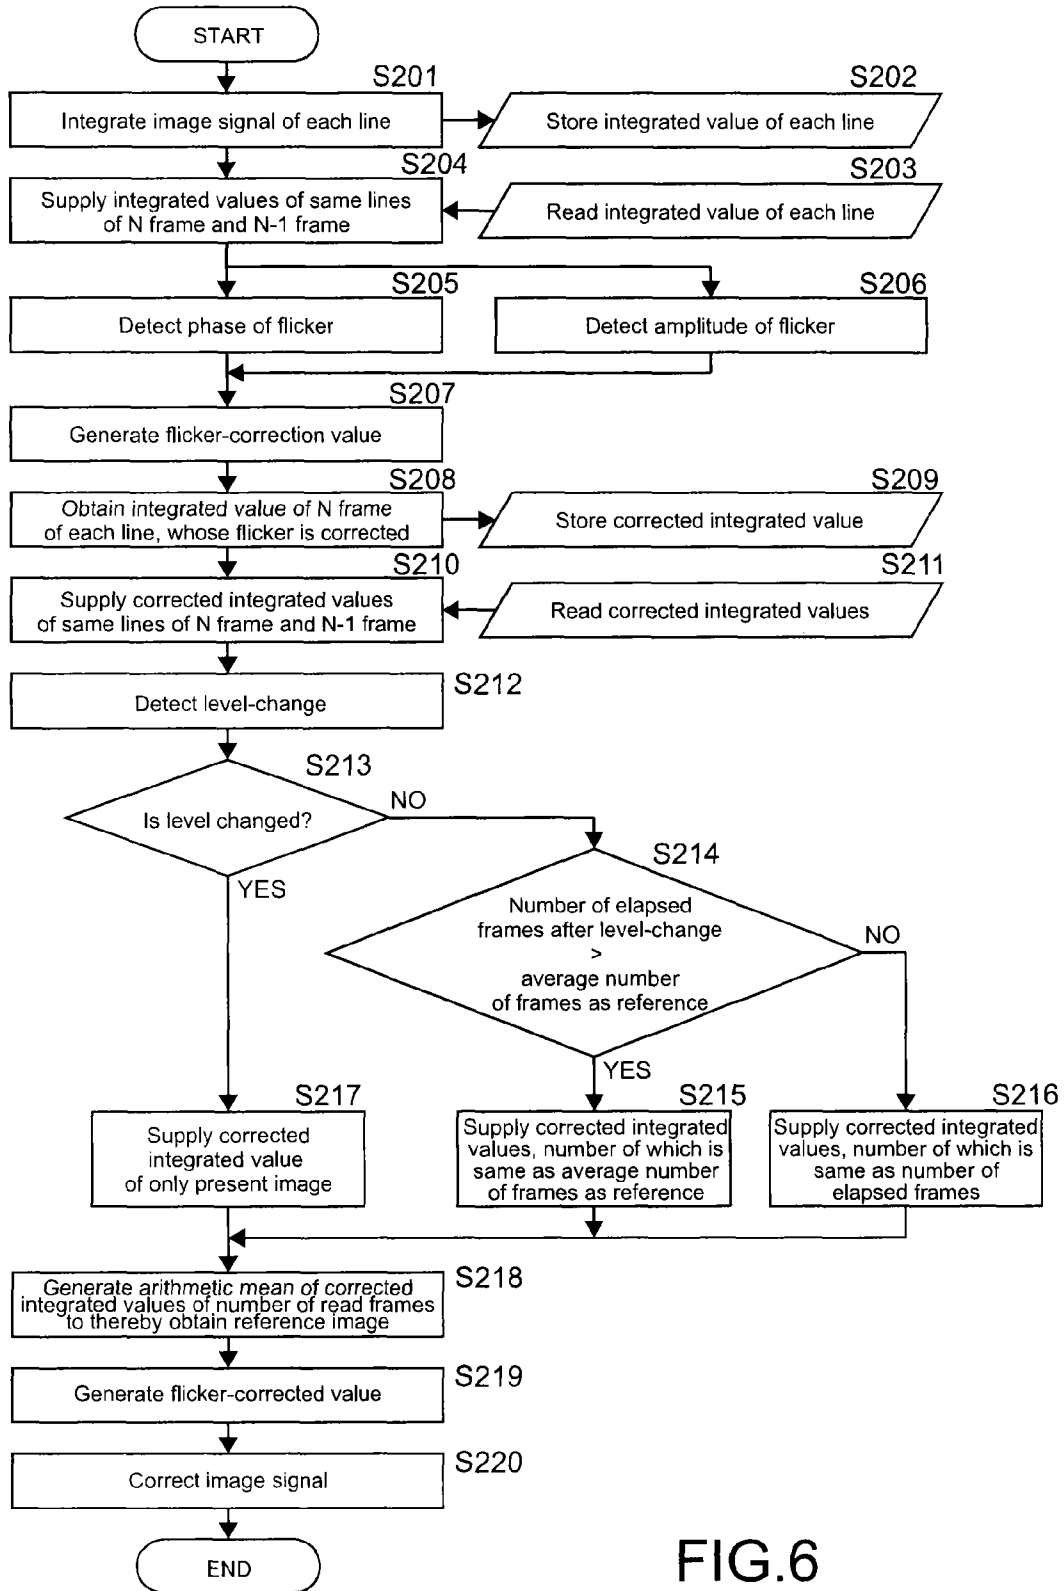 START
S201
Integrate image signal of each line
S202
Store integrated value of each line
S204
Supply integrated values of same lines
of N frame and N-1 frame
S203
Read integrated value of each line
S205
Detect phase of flicker
S206
Detect amplitude of flicker
S207
Generate flicker-correction value
S208
Obtain integrated value of N frame
of each line, whose flicker is corrected
S209
Store corrected integrated value
S210
Supply corrected integrated values
of same lines of N frame and N-1 frame
S211
Read corrected integrated values
S212
Detect level-change
S213
Is level changed?
NO
YES
S214
Number of elapsed
frames after level-change
>
average number
of frames as reference
NO
YES
S217
Supply corrected
integrated value
of only present image
S215
Supply corrected integrated
values, number of which is
same as average number
of frames as reference
S216
Supply corrected integrated
values, number of which is
same as number of
elapsed frames
S218
Generate arithmetic mean of corrected
integrated values of number of read frames
to thereby obtain reference image
S219
Generate flicker-corrected value
S220
Correct image signal
END
FIG.6